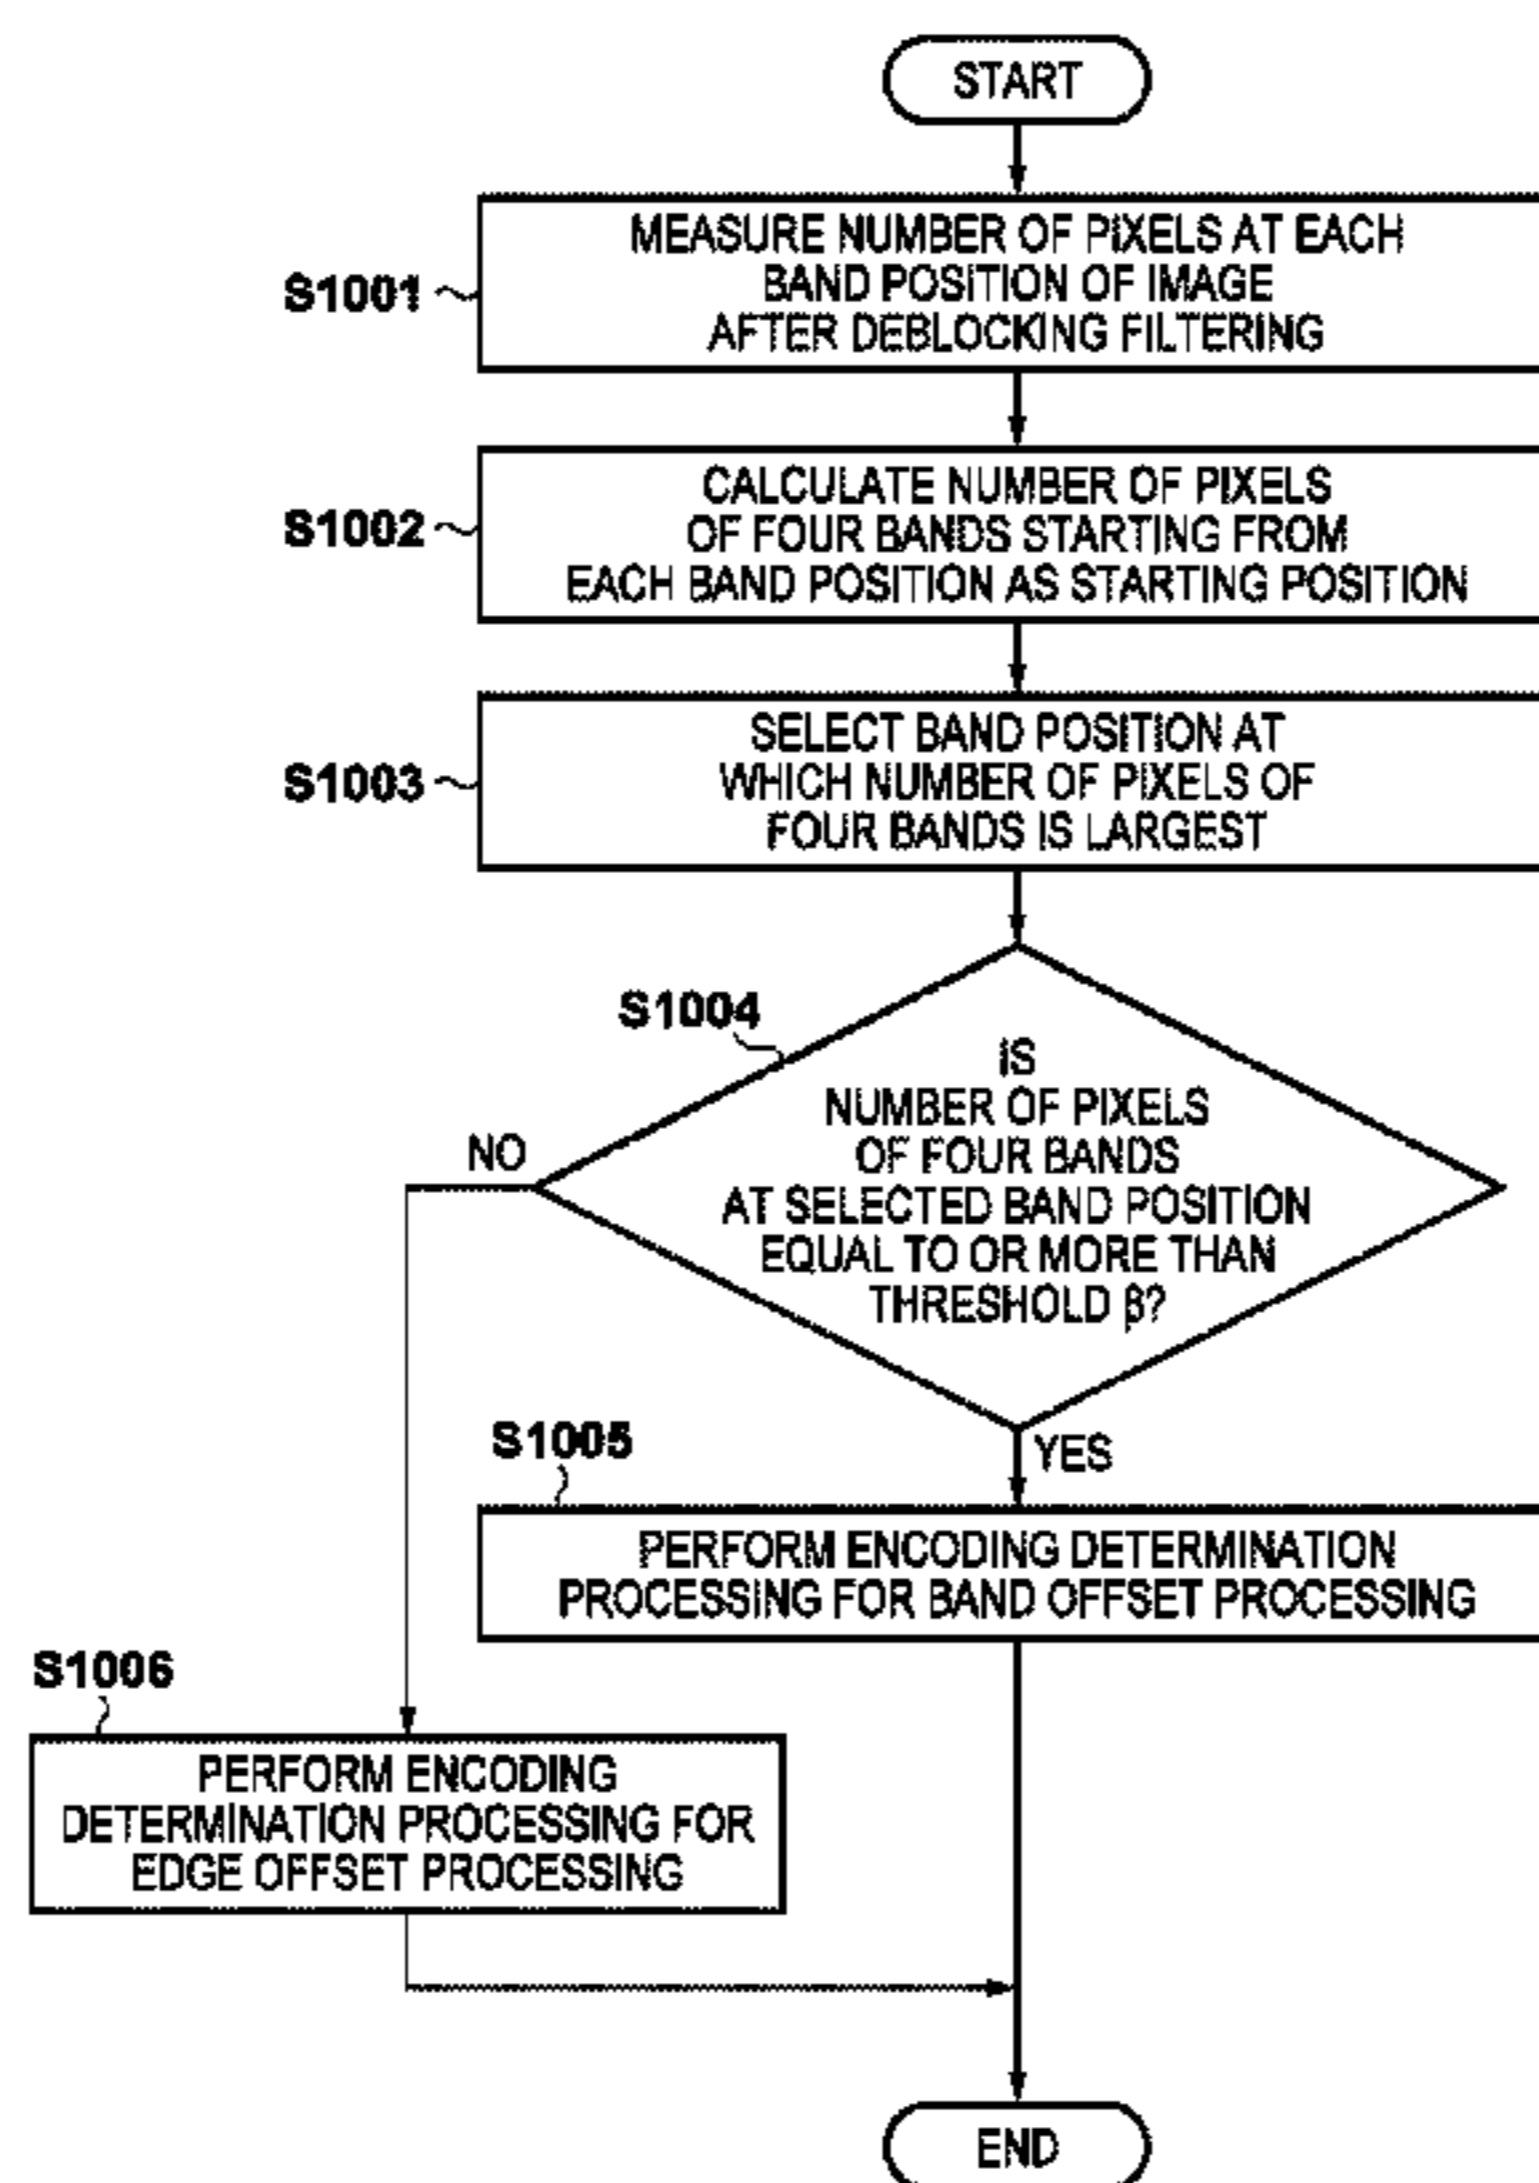 START
S1001
MEASURE NUMBER OF PIXELS AT EACH
BAND POSITION OF IMAGE
AFTER DEBLOCKING FILTERING
S1002
CALCULATE NUMBER OF PIXELS
OF FOUR BANDS STARTING FROM
EACH BAND POSITION AS STARTING POSITION
S1003
SELECT BAND POSITION AT
WHICH NUMBER OF PIXELS OF
FOUR BANDS IS LARGEST
S1004
IS
NUMBER OF PIXELS
OF FOUR BANDS
AT SELECTED BAND POSITION
EQUAL TO OR MORE THAN
THRESHOLD β?
NO
YES
S1005
PERFORM ENCODING DETERMINATION
PROCESSING FOR BAND OFFSET PROCESSING
S1006
PERFORM ENCODING
DETERMINATION PROCESSING FOR
EDGE OFFSET PROCESSING
END